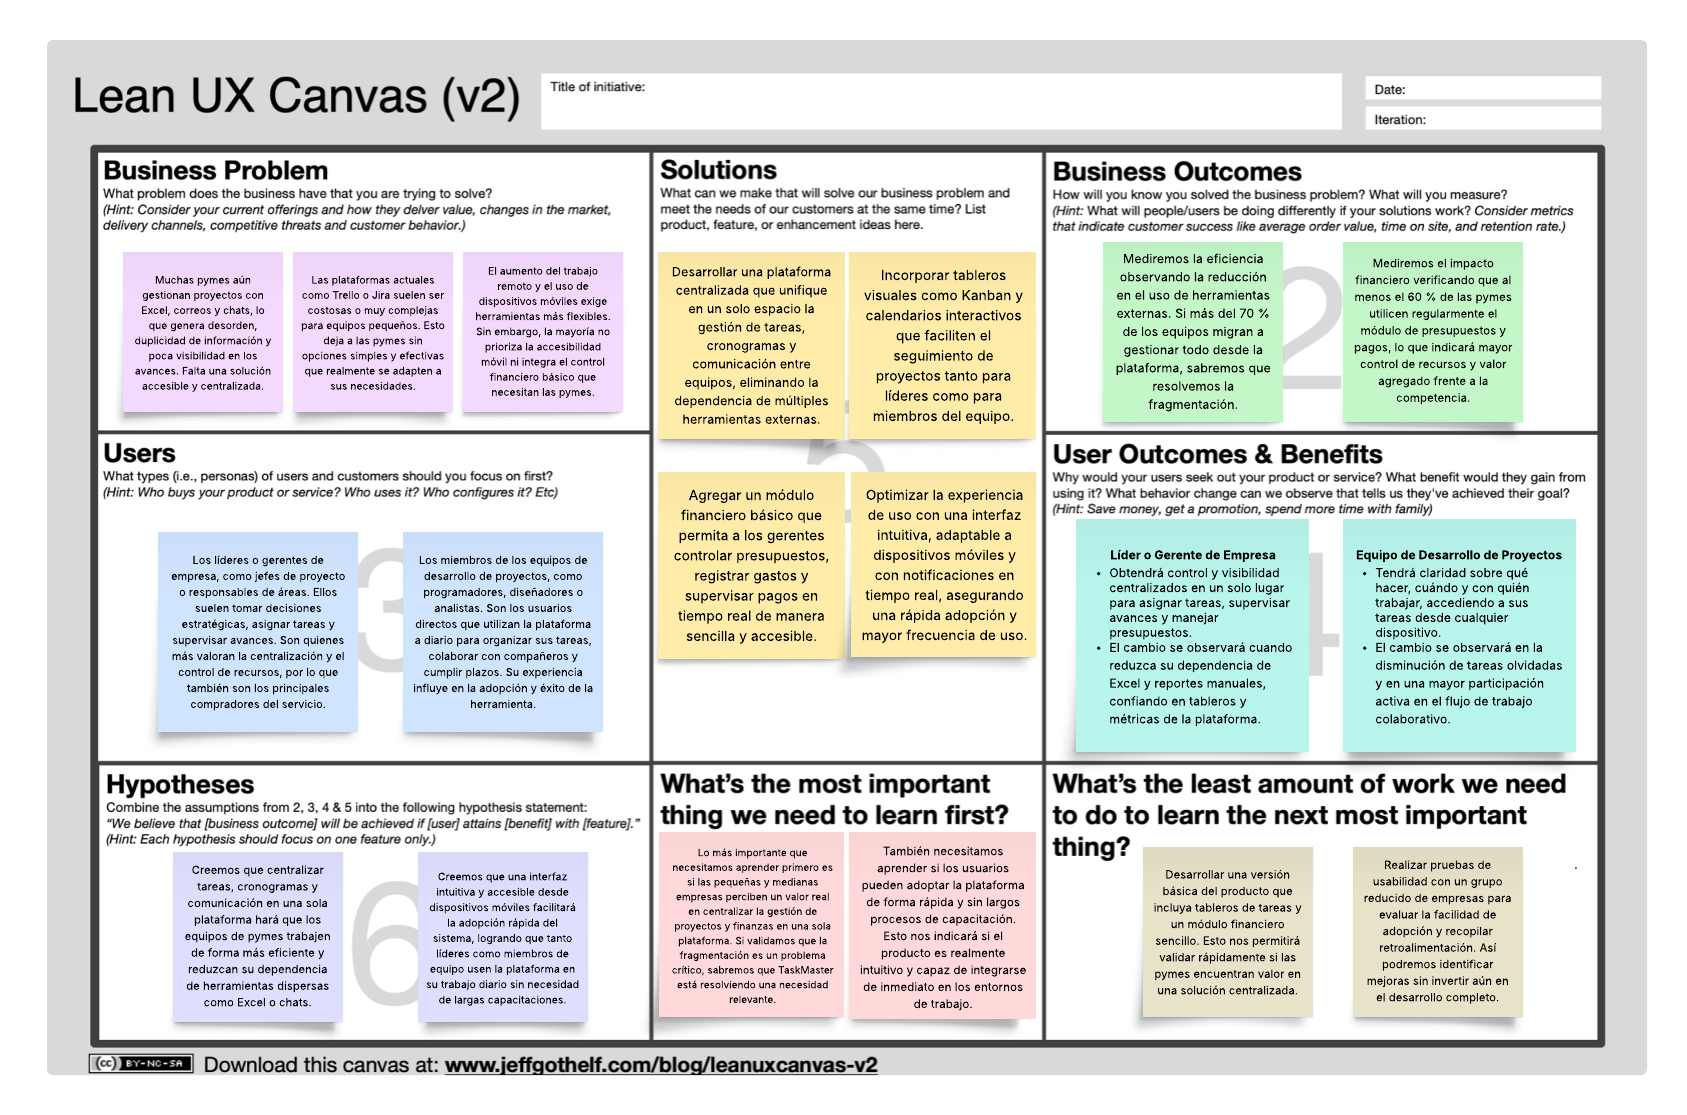 Lean UX Canvas (v2)
Title of initiative:
Date:
Iteration:
Business Problem
What problem does the business have that you are trying to solve?
(Hint: Consider your current offerings and how they delver value, changes in the market,
delivery channels, competitive threats and customer behavior.)
Muchas pymes aún
gestionan proyectos con
Excel, correos y chats, lo
que genera desorden,
duplicidad de información y
poca visibilidad en los
avances. Falta una solución
accesible y centralizada.
Las plataformas actuales
como Trello o Jira suelen ser
costosas o muy complejas
para equipos pequeños. Esto
deja a las pymes sin
opciones simples y efectivas
que realmente se adapten a
sus necesidades.
El aumento del trabajo
remoto y el uso de
dispositivos móviles exige
herramientas más flexibles.
Sin embargo, la mayoría no
prioriza la accesibilidad
móvil ni integra el control
financiero básico que
necesitan las pymes.
Solutions
What can we make that will solve our business problem and
meet the needs of our customers at the same time? List
product, feature, or enhancement ideas here.
Desarrollar una plataforma
centralizada que unifique
en un solo espacio la
gestión de tareas,
cronogramas y
comunicación entre
equipos, eliminando la
dependencia de múltiples
herramientas externas.
Incorporar tableros
visuales como Kanban y
calendarios interactivos
que faciliten el
seguimiento de
proyectos tanto para
líderes como para
miembros del equipo.
5
Agregar un módulo
financiero básico que
permita a los gerentes
controlar presupuestos,
registrar gastos y
supervisar pagos en
tiempo real de manera
sencilla y accesible.
Optimizar la experiencia
de uso con una interfaz
intuitiva, adaptable a
dispositivos móviles y
con notificaciones en
tiempo real, asegurando
una rápida adopción y
mayor frecuencia de uso.
Business Outcomes
How will you know you solved the business problem? What will you measure?
(Hint: What will people/users be doing differently if your solutions work? Consider metrics
that indicate customer success like average order value, time on site, and retention rate.)
Mediremos la eficiencia
observando la reducción
en el uso de herramientas
externas. Si más del 70 %
de los equipos migran a
gestionar todo desde la
plataforma, sabremos que
resolvemos la
fragmentación.
2
Mediremos el impacto
financiero verificando que al
menos el 60 % de las pymes
utilicen regularmente el
módulo de presupuestos y
pagos, lo que indicará mayor
control de recursos y valor
agregado frente a la
competencia.
Users
What types (i.e., personas) of users and customers should you focus on first?
(Hint: Who buys your product or service? Who uses it? Who configures it? Etc)
Los líderes o gerentes de
empresa, como jefes de proyecto
o responsables de áreas. Ellos
suelen tomar decisiones
estratégicas, asignar tareas y
supervisar avances. Son quienes
más valoran la centralización y el
control de recursos, por lo que
también son los principales
compradores del servicio.
3
Los miembros de los equipos de
desarrollo de proyectos, como
programadores, diseñadores o
analistas. Son los usuarios
directos que utilizan la plataforma
a diario para organizar sus tareas,
colaborar con compañeros y
cumplir plazos. Su experiencia
influye en la adopción y éxito de la
herramienta.
User Outcomes & Benefits
Why would your users seek out your product or service? What benefit would they gain from
using it? What behavior change can we observe that tells us they've achieved their goal?
(Hint: Save money, get a promotion, spend more time with family)
Líder o Gerente de Empresa
• Obtendrá control y visibilidad
centralizados en un solo lugar
para asignar tareas, supervisar
avances y manejar
presupuestos.
• El cambio se observará cuando
reduzca su dependencia de
Excel y reportes manuales,
confiando en tableros y
métricas de la plataforma.
4
Equipo de Desarrollo de Proyectos
• Tendrá claridad sobre qué
hacer, cuándo y con quién
trabajar, accediendo a sus
tareas desde cualquier
dispositivo.
• El cambio se observará en la
disminución de tareas olvidadas
y en una mayor participación
activa en el flujo de trabajo
colaborativo.
Hypotheses
Combine the assumptions from 2, 3, 4 & 5 into the following hypothesis statement:
“We believe that [business outcome] will be achieved if [user] attains [benefit] with [feature].”
(Hint: Each hypothesis should focus on one feature only.)
Creemos que centralizar
tareas, cronogramas y
comunicación en una sola
plataforma hará que los
equipos de pymes trabajen
de forma más eficiente y
reduzcan su dependencia
de herramientas dispersas
como Excel o chats.
6
Creemos que una interfaz
intuitiva y accesible desde
dispositivos móviles facilitará
la adopción rápida del
sistema, logrando que tanto
líderes como miembros de
equipo usen la plataforma en
su trabajo diario sin necesidad
de largas capacitaciones.
What's the most important
thing we need to learn first?
Lo más importante que
necesitamos aprender primero es
si las pequeñas y medianas
empresas perciben un valor real
en centralizar la gestión de
proyectos y finanzas en una sola
plataforma. Si validamos que la
fragmentación es un problema
crítico, sabremos que TaskMaster
está resolviendo una necesidad
relevante.
También necesitamos
aprender si los usuarios
pueden adoptar la plataforma
de forma rápida y sin largos
procesos de capacitación.
Esto nos indicará si el
producto es realmente
intuitivo y capaz de integrarse
de inmediato en los entornos
de trabajo.
What's the least amount of work we need
to do to learn the next most important
thing?
Desarrollar una versión
básica del producto que
incluya tableros de tareas y
un módulo financiero
sencillo. Esto nos permitirá
validar rápidamente si las
pymes encuentran valor en
una solución centralizada.
Realizar pruebas de
usabilidad con un grupo
reducido de empresas para
evaluar la facilidad de
adopción y recopilar
retroalimentación. Así
podremos identificar
mejoras sin invertir aún en
el desarrollo completo.
(cc) BY-NC-SA
Download this canvas at: www.jeffgothelf.com/blog/leanuxcanvas-v2